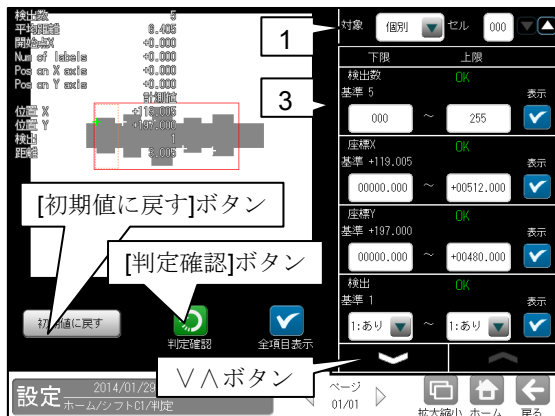 検出数 5
平均距離 8.405
開始点X +0.000
Num of labels +0.000
Pos on X axis +0.000
Pos on Y axis +0.000
計測値
位置 X +119.005
位置 Y +197.000
検出 1
距離 3.005
1
3
[初期値に戻す]ボタン
[判定確認]ボタン
∨∧ボタン
初期値に戻す
判定確認
全項目表示
対象 個別 セル 000
下限 上限
検出数 OK
基準 5 表示
000 ~ 255
座標X OK
基準 +119.005 表示
00000.000 ~ +00512.000
座標Y OK
基準 +197.000 表示
00000.000 ~ +00480.000
検出 OK
基準 1 表示
1:あり ~ 1:あり
設定 2014/01/29
ホーム/シフトC1/判定
ページ
01/01
拡大縮小 ホーム 戻る